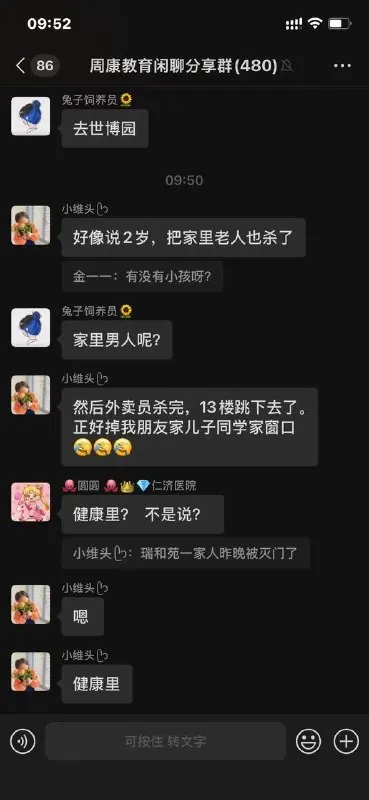 09:52
86
周康教育闲聊分享群(480)
兔子饲养员🌻
去世博园
09:50
小维头
好像说2岁，把家里老人也杀了
金一一：有没有小孩呀?
兔子饲养员🌻
家里男人呢?
小维头
然后外卖员杀完，13楼跳下去了。
正好掉我朋友家儿子同学家窗口
😂😂😂
🐙圆圆 🐙👑💎仁济医院
健康里? 不是说?
小维头：瑞和苑一家人昨晚被灭门了
小维头
嗯
小维头
健康里
可按住 转文字